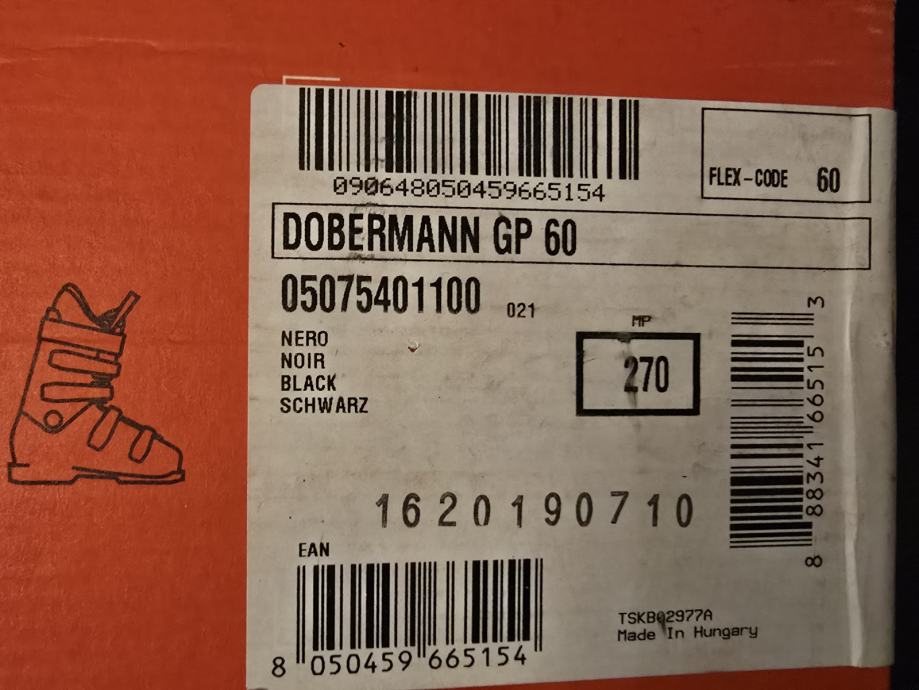 090648050459665154
FLEX-CODE 60
DOBERMANN GP 60
05075401100 021
NERO
NOIR
BLACK
SCHWARZ
MP
270
8 88341 66515 3
1620190710
EAN
8 050459 665154
TSKB02977A
Made In Hungary